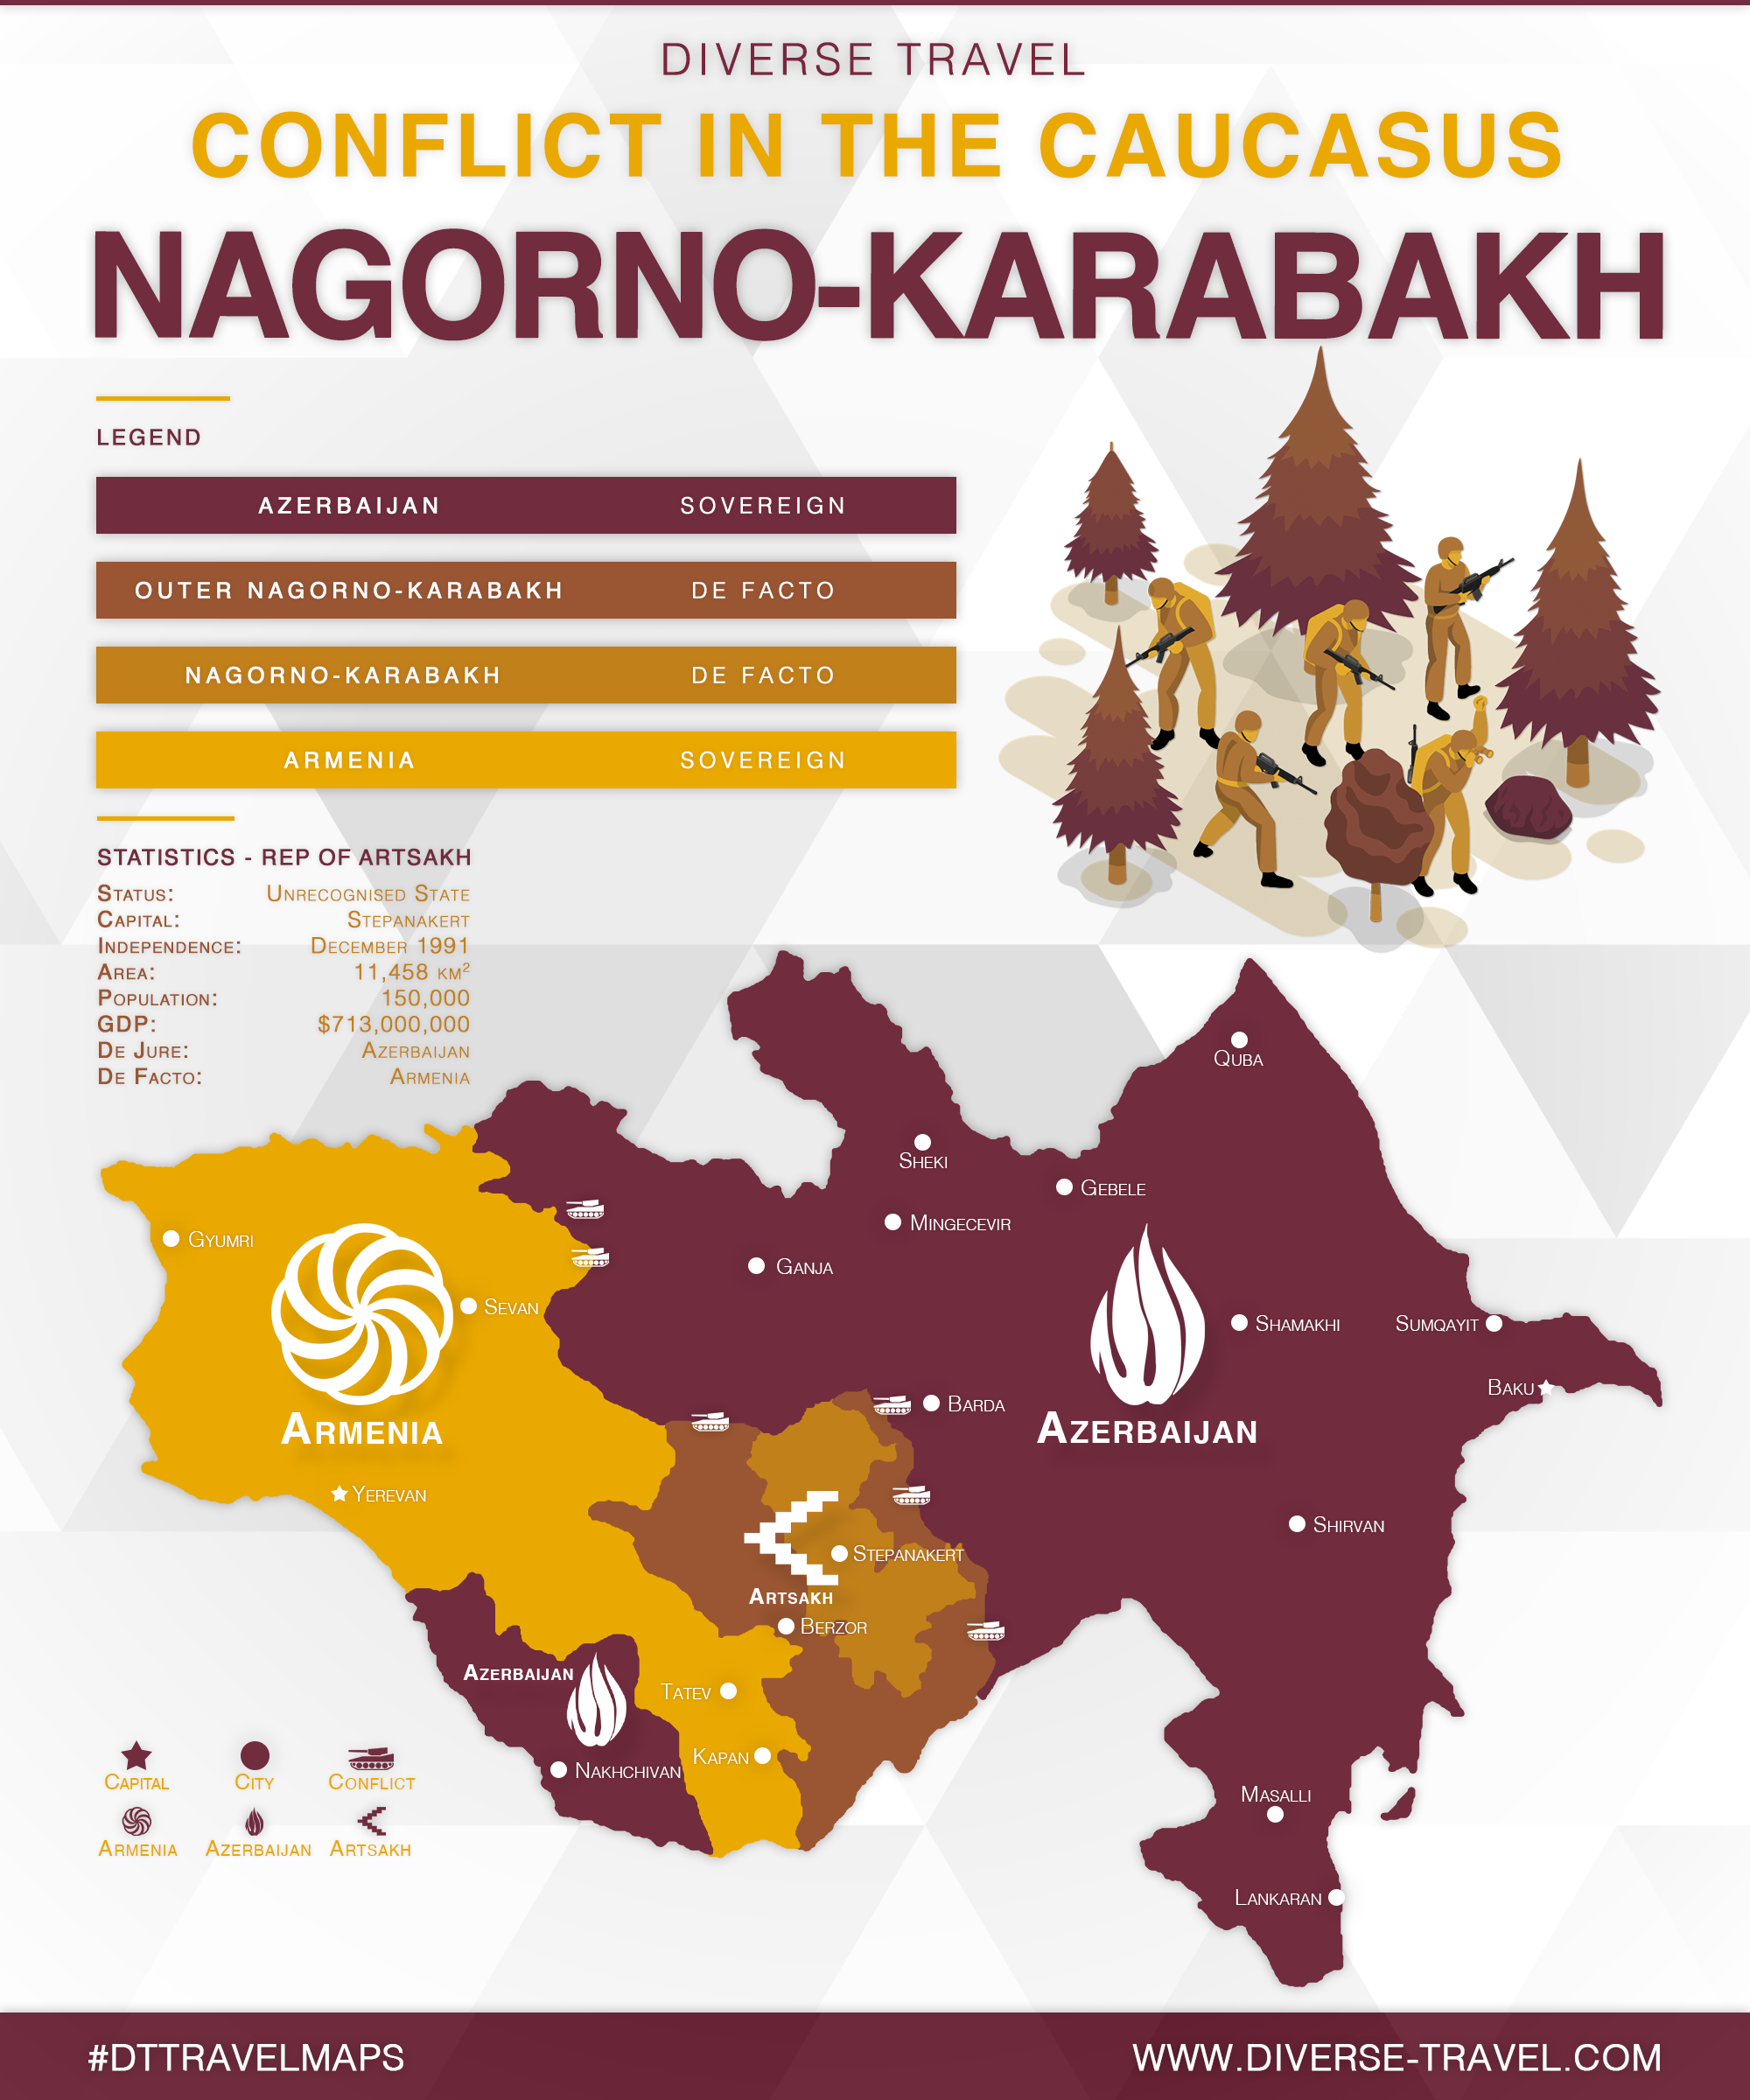 DIVERSE TRAVEL
CONFLICT IN THE CAUCASUS
NAGORNO-KARABAKH
LEGEND
AZERBAIJAN SOVEREIGN
OUTER NAGORNO-KARABAKH DE FACTO
NAGORNO-KARABAKH DE FACTO
ARMENIA SOVEREIGN
STATISTICS - REP OF ARTSAKH
STATUS: UNRECOGNISED STATE
CAPITAL: STEPANAKERT
INDEPENDENCE: DECEMBER 1991
AREA: 11,458 KM²
POPULATION: 150,000
GDP: $713,000,000
DE JURE: AZERBAIJAN
DE FACTO: ARMENIA
QUBA
SHEKI
GEBELE
MINGECEVIR
GYUMRI
GANJA
SEVAN
SHAMAKHI
SUMQAYIT
BAKU
BARDA
ARMENIA
AZERBAIJAN
YEREVAN
SHIRVAN
STEPANAKERT
ARTSAKH
BERZOR
AZERBAIJAN
TATEV
KAPAN
NAKHCHIVAN
MASALLI
LANKARAN
CAPITAL CITY CONFLICT
ARMENIA AZERBAIJAN ARTSAKH
#DTTRAVELMAPS
WWW.DIVERSE-TRAVEL.COM